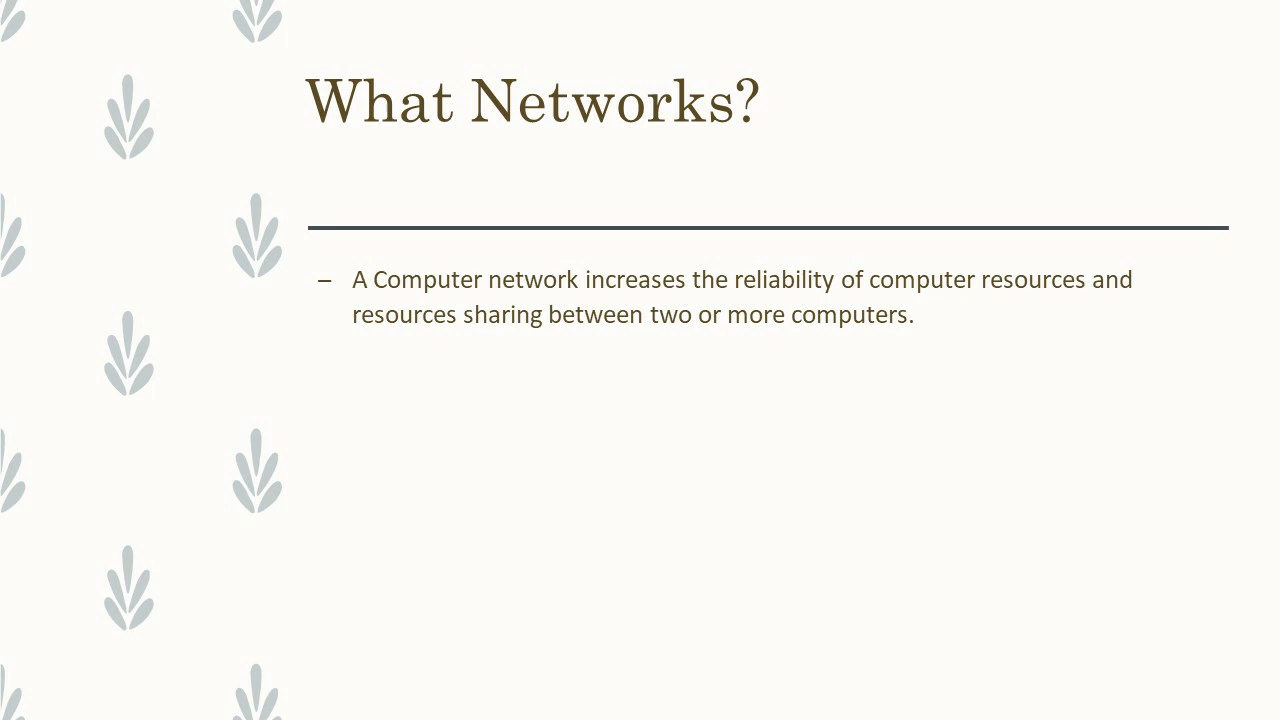 What Networks?
– A Computer network increases the reliability of computer resources and
resources sharing between two or more computers.